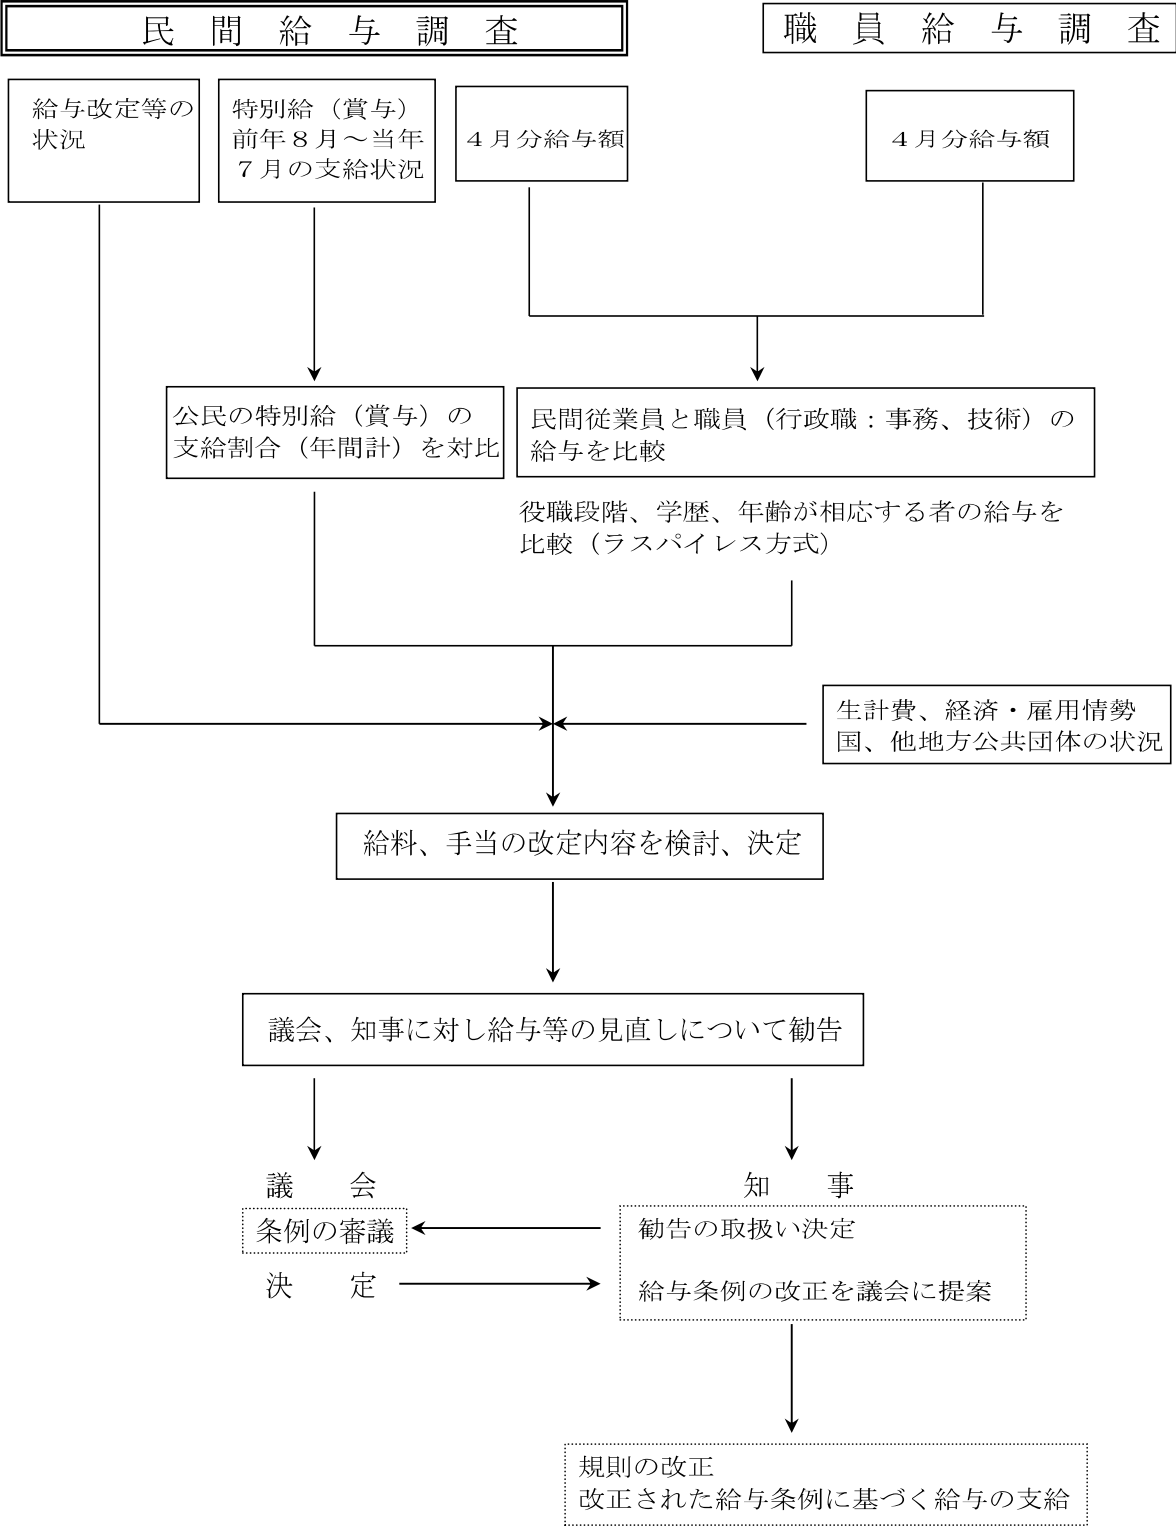 民間給与調査
職員給与調査
給与改定等の
状況
特別給（賞与）
前年８月～当年
７月の支給状況
４月分給与額
４月分給与額
公民の特別給（賞与）の
支給割合（年間計）を対比
民間従業員と職員（行政職：事務、技術）の
給与を比較
役職段階、学歴、年齢が相応する者の給与を
比較（ラスパイレス方式）
生計費、経済・雇用情勢
国、他地方公共団体の状況
給料、手当の改定内容を検討、決定
議会、知事に対し給与等の見直しについて勧告
議　会
知　事
条例の審議
勧告の取扱い決定
決　定
給与条例の改正を議会に提案
規則の改正
改正された給与条例に基づく給与の支給